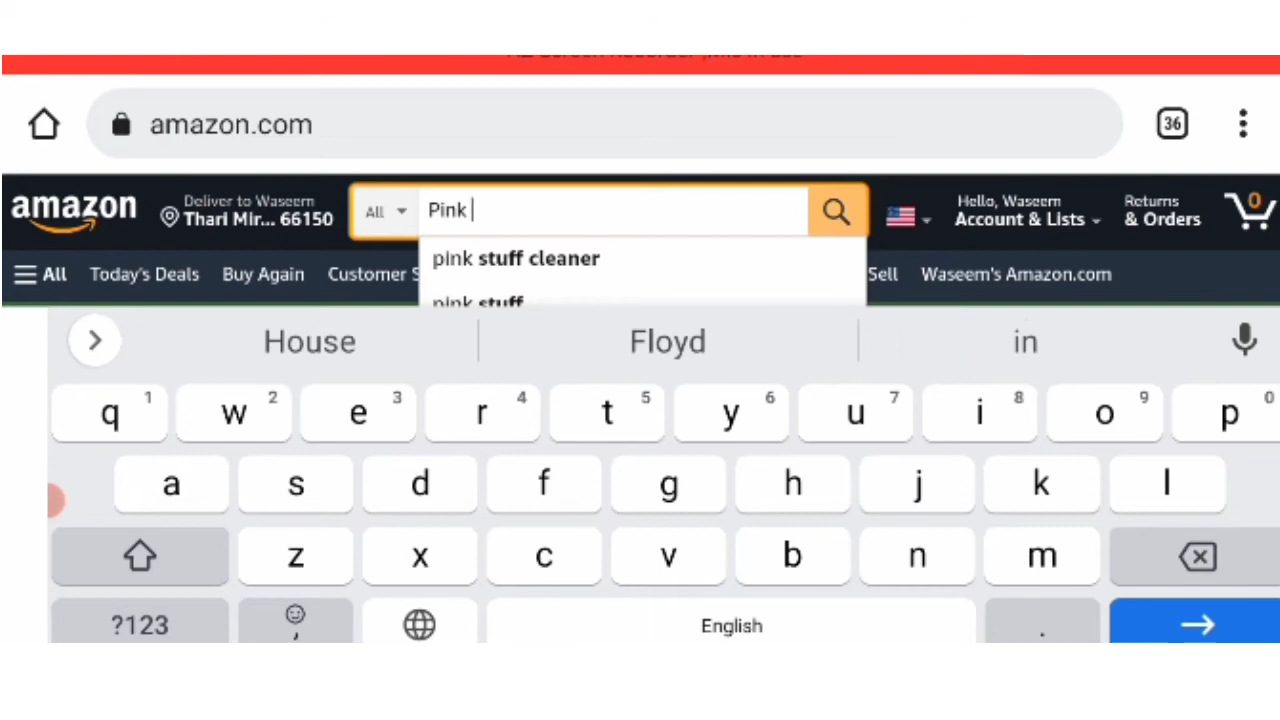 amazon.com
36
amazon
Deliver to Waseem
Thari Mir... 66150
All
Pink
Hello, Waseem
Account & Lists
Returns
& Orders
0
All
Today's Deals
Buy Again
Customer S
Sell
Waseem's Amazon.com
pink stuff cleaner
pink stuff
House
Floyd
in
q 1 w 2 e 3 r 4 t 5 y 6 u 7 i 8 o 9 p 0
a s d f g h j k l
z x c v b n m
?123 , English .